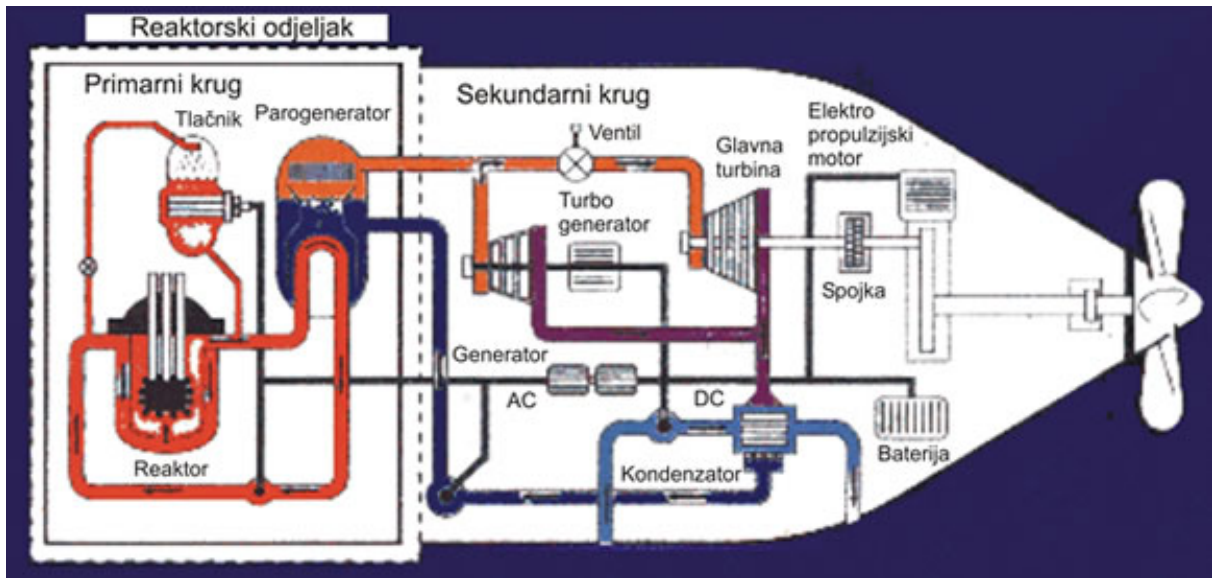 Reaktorski odjeljak
Primarni krug
Tlačnik
Parogenerator
Reaktor
Sekundarni krug
Ventil
Turbo
generator
Glavna
turbina
Elektro
propulzijski
motor
Spojka
Generator
AC
DC
Kondenzator
Baterija